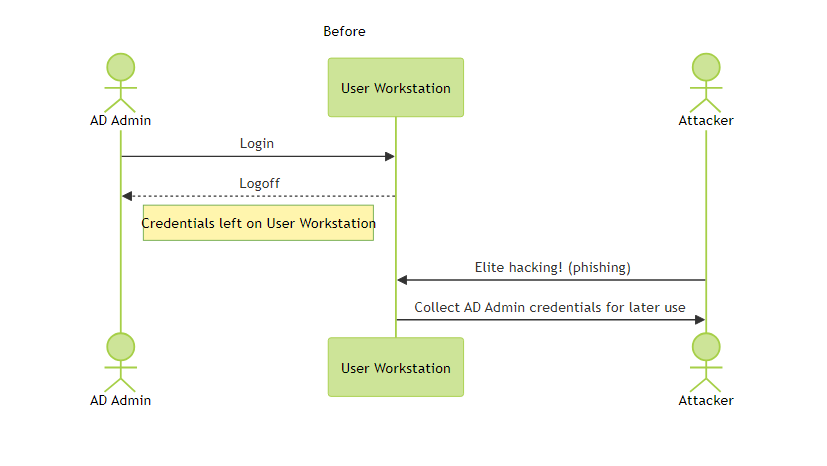 Before
User Workstation
AD Admin
Attacker
Login
Logoff
Credentials left on User Workstation
Elite hacking! (phishing)
Collect AD Admin credentials for later use
User Workstation
AD Admin
Attacker